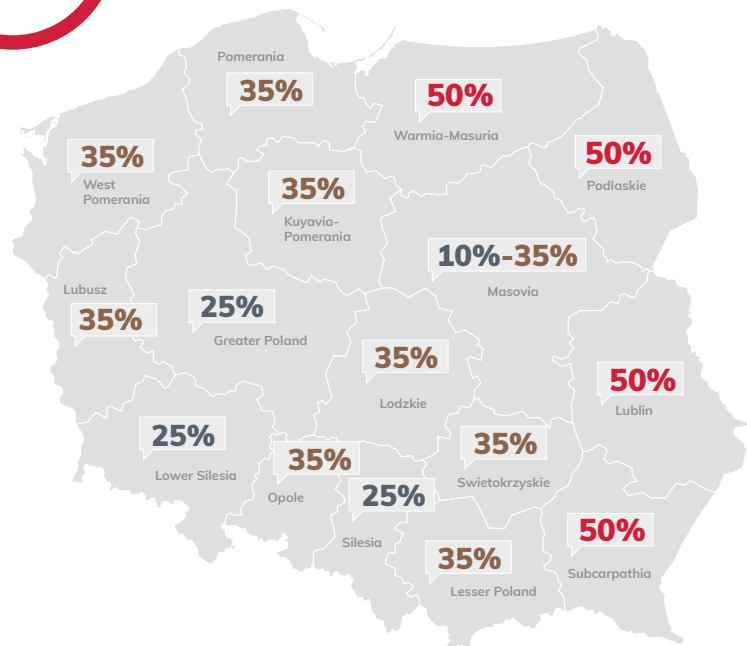 Pomerania
35%
50%
Warmia-Masuria
35%
West
Pomerania
50%
Podlaskie
35%
Kuyavia-
Pomerania
10%-35%
Masovia
Lubusz
35%
25%
Greater Poland
35%
Lodzkie
50%
Lublin
25%
Lower Silesia
35%
Opole
25%
Silesia
35%
Swietokrzyskie
35%
Lesser Poland
50%
Subcarpathia